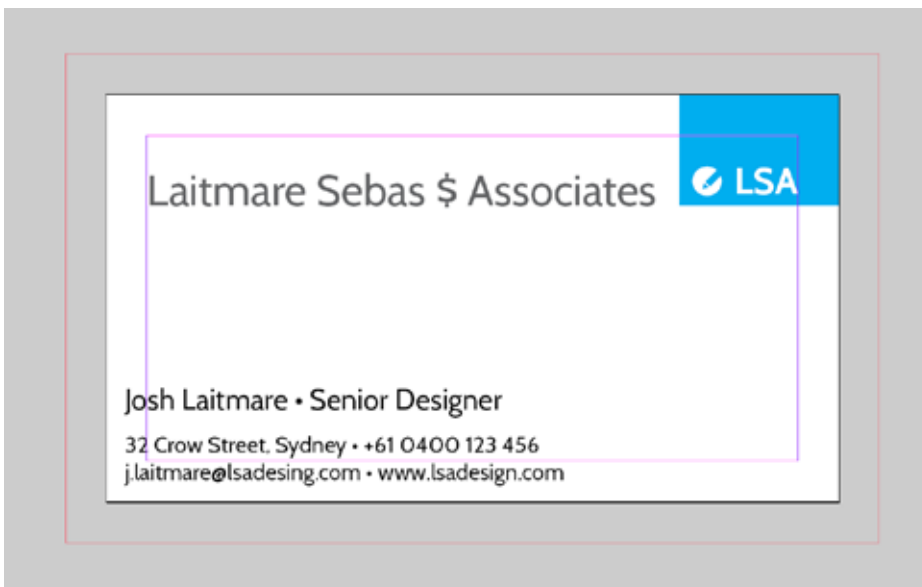 Laitmare Sebas $ Associates
LSA
Josh Laitmare • Senior Designer
32 Crow Street, Sydney • +61 0400 123 456
j.laitmare@lsadesing.com • www.lsadesign.com